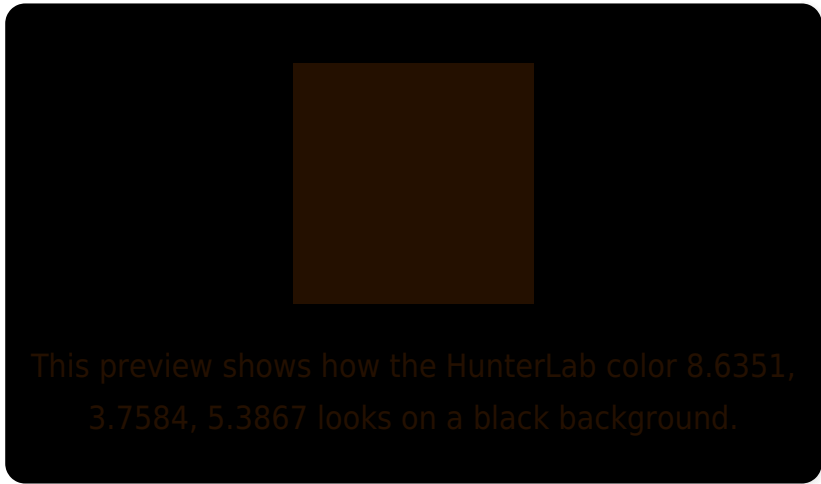 This preview shows how the HunterLab color 8.6351,
3.7584, 5.3867 looks on a black background.